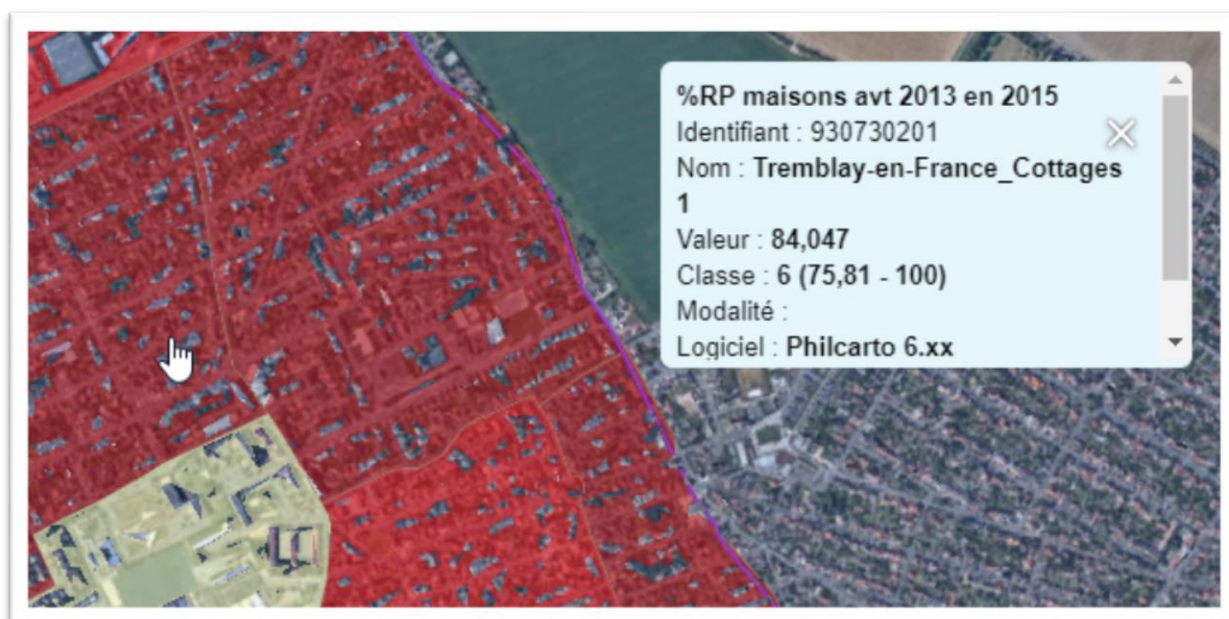 %RP maisons avt 2013 en 2015
Identifiant : 930730201
Nom : Tremblay-en-France_Cottages
1
Valeur : 84,047
Classe : 6 (75,81 - 100)
Modalité :
Logiciel : Philcarto 6.xx